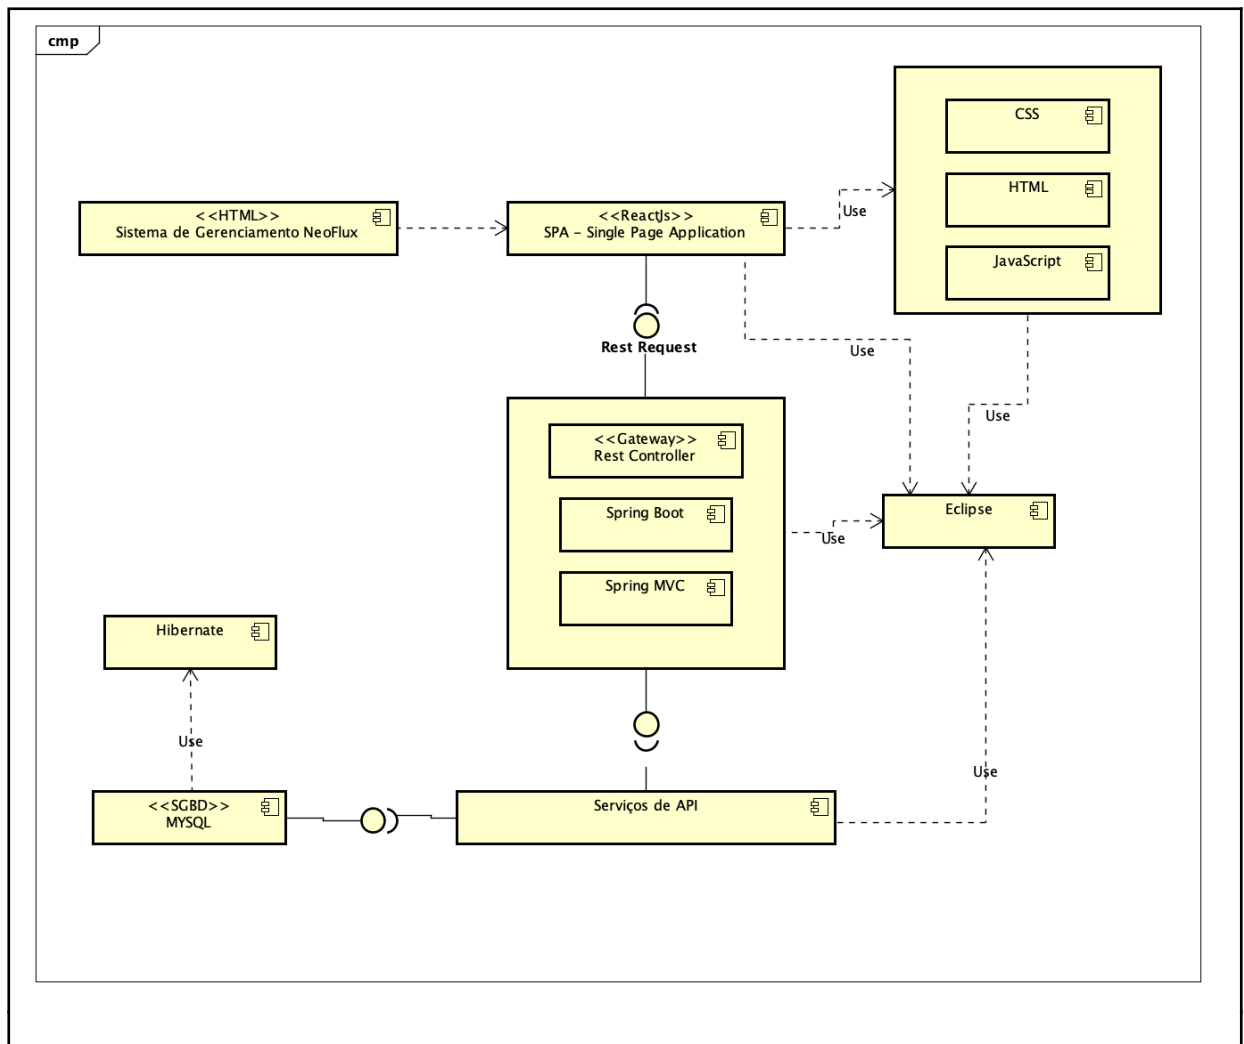 cmp
CSS
HTML
JavaScript
<<HTML>>
Sistema de Gerenciamento NeoFlux
<<ReactJs>>
SPA - Single Page Application
Use
Rest Request
Use
Use
<<Gateway>>
Rest Controller
Spring Boot
Spring MVC
Use
Eclipse
Hibernate
Use
Use
<<SGBD>>
MYSQL
Serviços de API